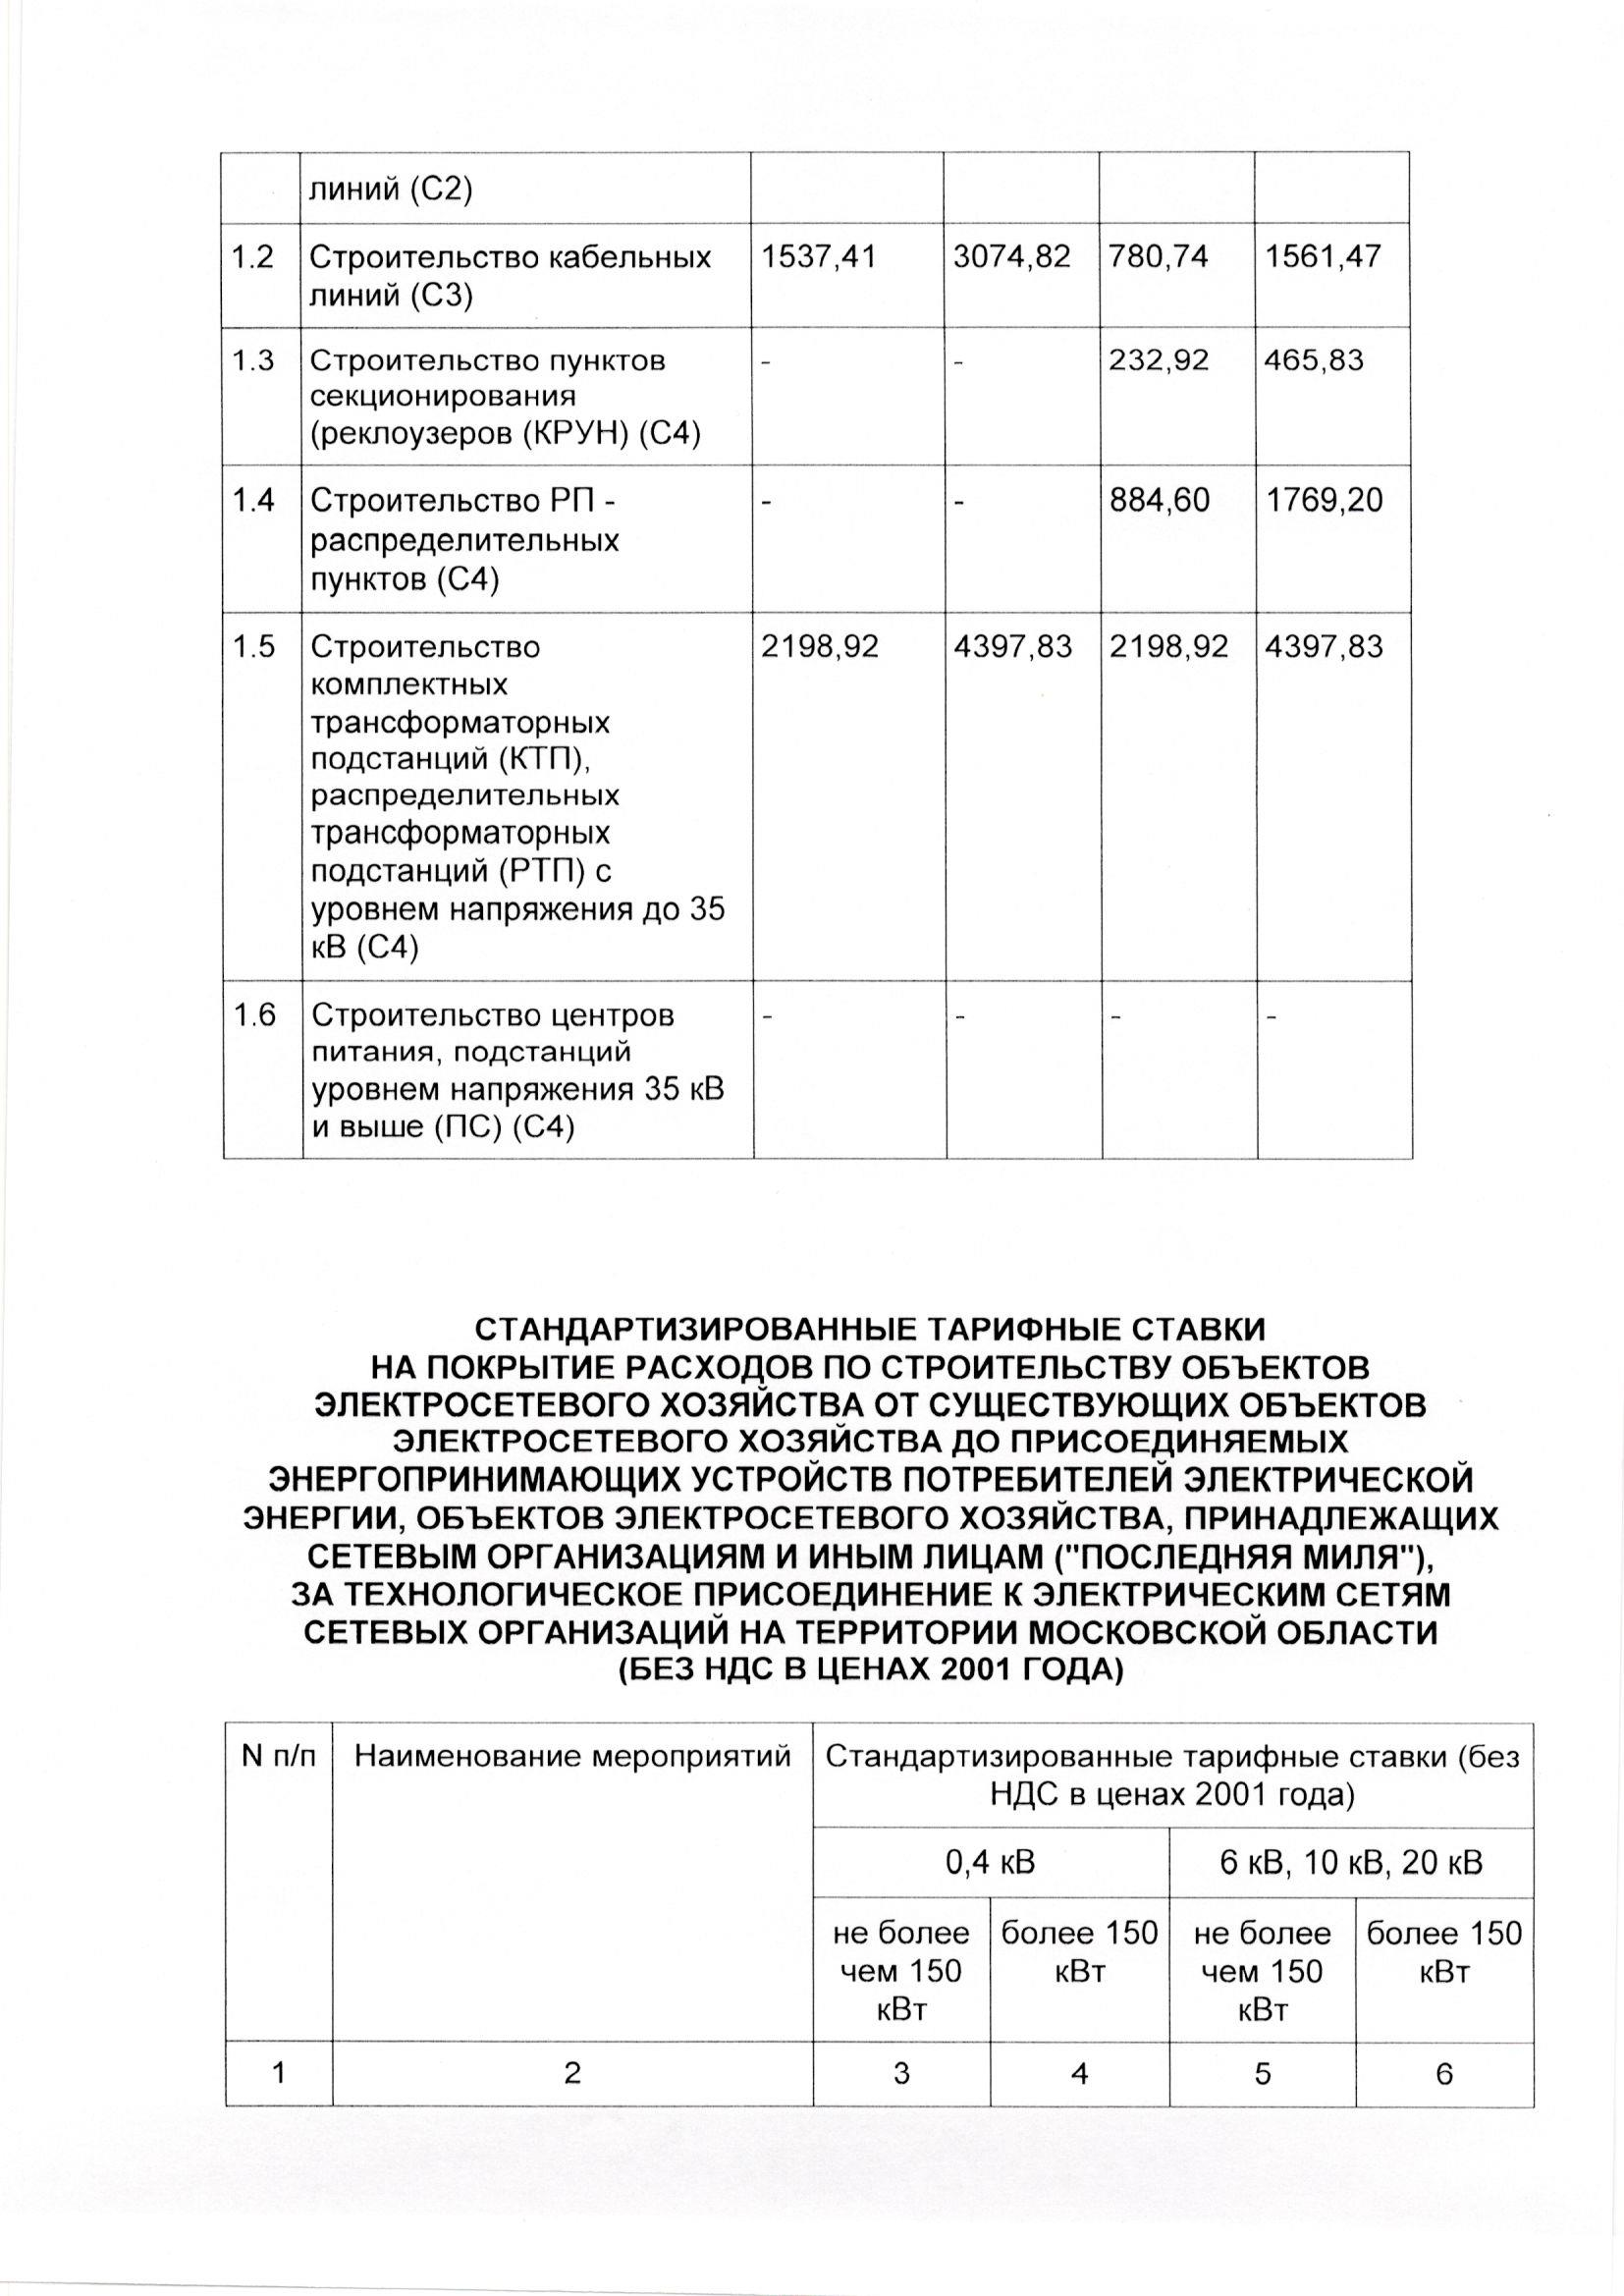 линий (С2)
1.2 Строительство кабельных 1537,41 3074,82 780,74 1561,47
линий (С3)
1.3 Строительство пунктов - - 232,92 465,83
секционирования
(реклоузеров (КРУН) (С4)
1.4 Строительство РП - - - 884,60 1769,20
распределительных
пунктов (С4)
1.5 Строительство 2198,92 4397,83 2198,92 4397,83
комплектных
трансформаторных
подстанций (КТП),
распределительных
трансформаторных
подстанций (РТП) с
уровнем напряжения до 35
кВ (С4)
1.6 Строительство центров - - - -
питания, подстанций
уровнем напряжения 35 кВ
и выше (ПС) (С4)
СТАНДАРТИЗИРОВАННЫЕ ТАРИФНЫЕ СТАВКИ
НА ПОКРЫТИЕ РАСХОДОВ ПО СТРОИТЕЛЬСТВУ ОБЪЕКТОВ
ЭЛЕКТРОСЕТЕВОГО ХОЗЯЙСТВА ОТ СУЩЕСТВУЮЩИХ ОБЪЕКТОВ
ЭЛЕКТРОСЕТЕВОГО ХОЗЯЙСТВА ДО ПРИСОЕДИНЯЕМЫХ
ЭНЕРГОПРИНИМАЮЩИХ УСТРОЙСТВ ПОТРЕБИТЕЛЕЙ ЭЛЕКТРИЧЕСКОЙ
ЭНЕРГИИ, ОБЪЕКТОВ ЭЛЕКТРОСЕТЕВОГО ХОЗЯЙСТВА, ПРИНАДЛЕЖАЩИХ
СЕТЕВЫМ ОРГАНИЗАЦИЯМ И ИНЫМ ЛИЦАМ ("ПОСЛЕДНЯЯ МИЛЯ"),
ЗА ТЕХНОЛОГИЧЕСКОЕ ПРИСОЕДИНЕНИЕ К ЭЛЕКТРИЧЕСКИМ СЕТЯМ
СЕТЕВЫХ ОРГАНИЗАЦИЙ НА ТЕРРИТОРИИ МОСКОВСКОЙ ОБЛАСТИ
(БЕЗ НДС В ЦЕНАХ 2001 ГОДА)
N п/п Наименование мероприятий Стандартизированные тарифные ставки (без
НДС в ценах 2001 года)
0,4 кВ 6 кВ, 10 кВ, 20 кВ
не более более 150 не более более 150
чем 150 кВт чем 150 кВт
кВт кВт
1 2 3 4 5 6